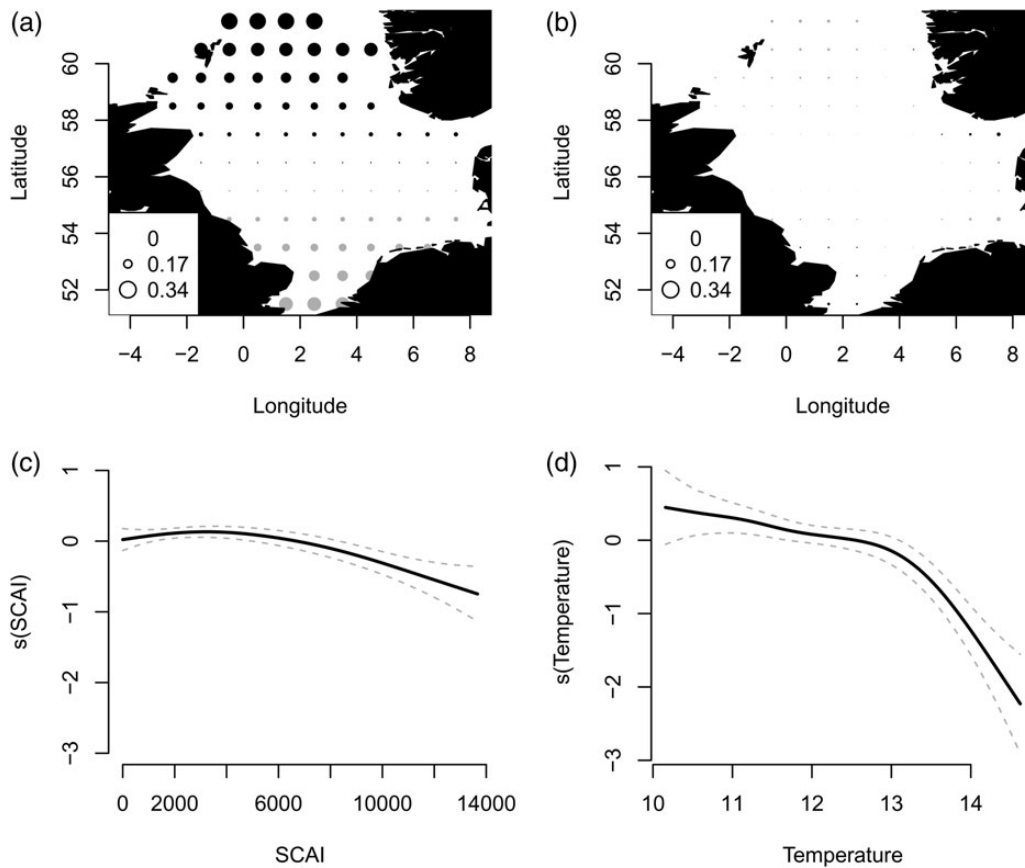 (a)
Latitude
60
58
56
54
52
0
0.17
0.34
−4 −2 0 2 4 6 8
Longitude
(b)
Latitude
60
58
56
54
52
0
0.17
0.34
−4 −2 0 2 4 6 8
Longitude
(c)
s(SCAI)
1
0
−1
−2
−3
0 2000 6000 10000 14000
SCAI
(d)
s(Temperature)
1
0
−1
−2
−3
10 11 12 13 14
Temperature